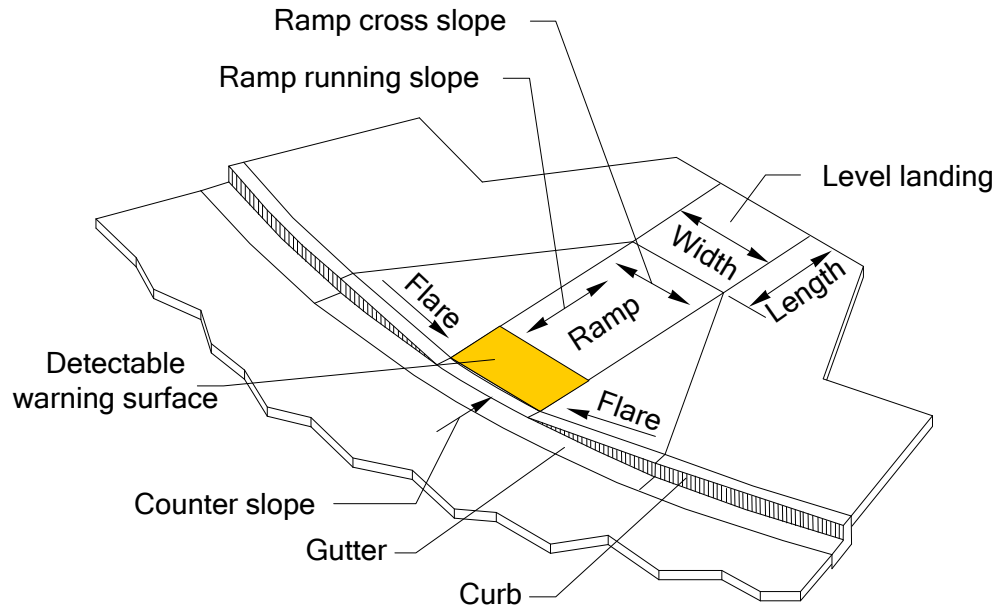 Ramp cross slope
Ramp running slope
Level landing
Width
Length
Flare
Ramp
Detectable
warning surface
Flare
Counter slope
Gutter
Curb